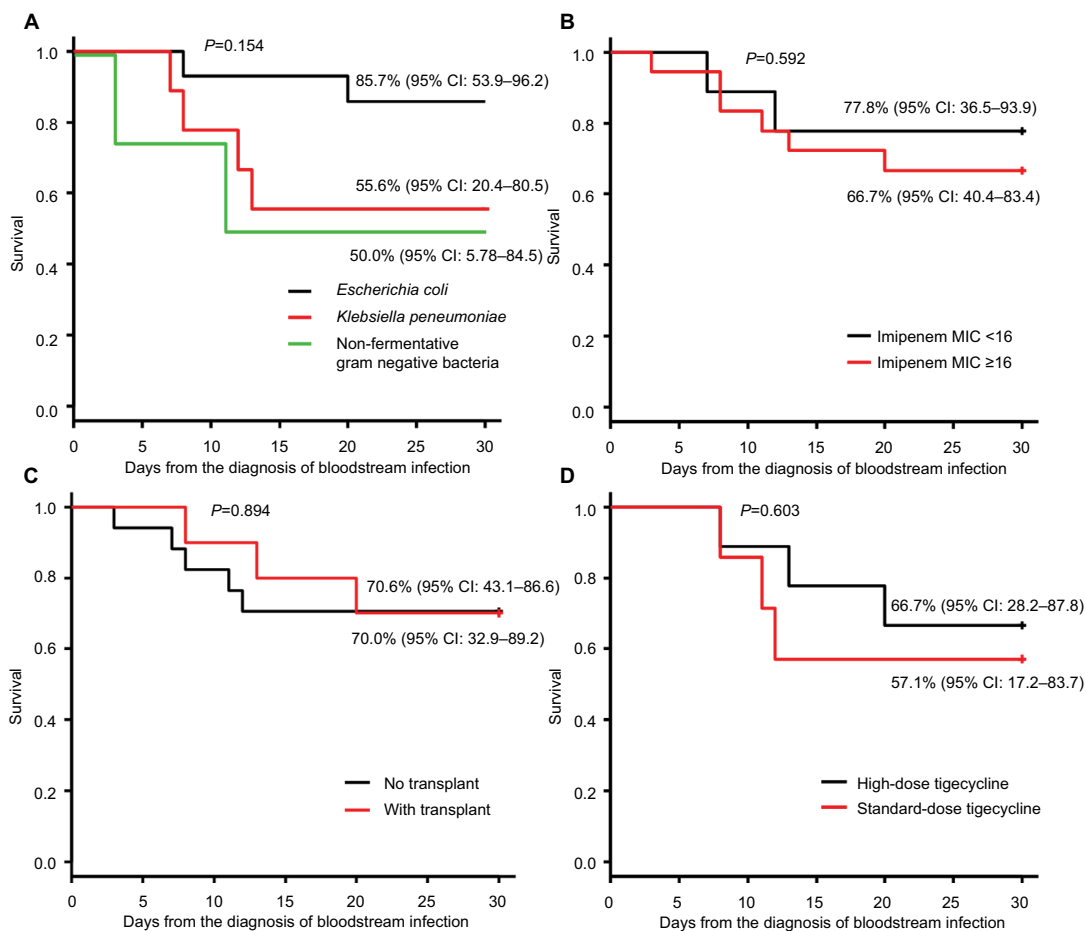 A
P=0.154
1.0
0.8
0.6
0.4
0.2
0.0
Survival
85.7% (95% CI: 53.9–96.2)
55.6% (95% CI: 20.4–80.5)
50.0% (95% CI: 5.78–84.5)
Escherichia coli
Klebsiella peneumoniae
Non-fermentative
gram negative bacteria
0 5 10 15 20 25 30
Days from the diagnosis of bloodstream infection
B
P=0.592
1.0
0.8
0.6
0.4
0.2
0.0
Survival
77.8% (95% CI: 36.5–93.9)
66.7% (95% CI: 40.4–83.4)
Imipenem MIC <16
Imipenem MIC ≥16
0 5 10 15 20 25 30
Days from the diagnosis of bloodstream infection
C
P=0.894
1.0
0.8
0.6
0.4
0.2
0.0
Survival
70.6% (95% CI: 43.1–86.6)
70.0% (95% CI: 32.9–89.2)
No transplant
With transplant
0 5 10 15 20 25 30
Days from the diagnosis of bloodstream infection
D
P=0.603
1.0
0.8
0.6
0.4
0.2
0.0
Survival
66.7% (95% CI: 28.2–87.8)
57.1% (95% CI: 17.2–83.7)
High-dose tigecycline
Standard-dose tigecycline
0 5 10 15 20 25 30
Days from the diagnosis of bloodstream infection